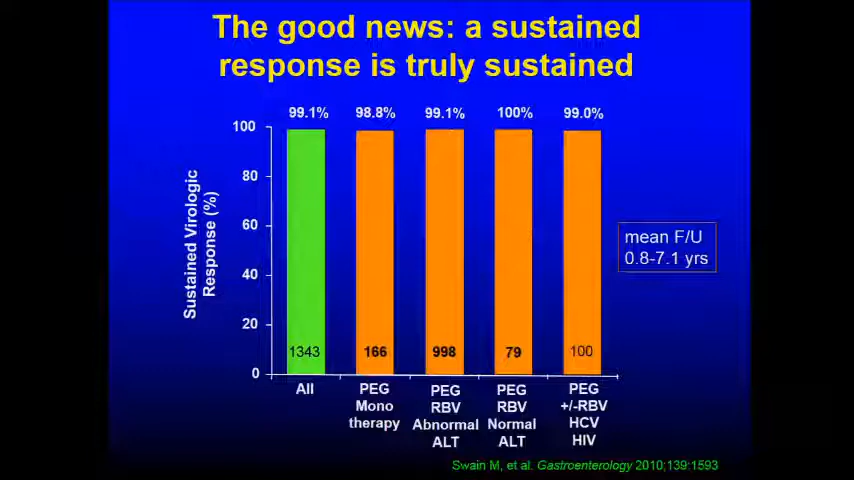 The good news: a sustained
response is truly sustained
99.1% 98.8% 99.1% 100% 99.0%
100
80
60
40
20
0
Sustained Virologic
Response (%)
mean F/U
0.8-7.1 yrs
1343 166 998 79 100
All
PEG
Mono
therapy
PEG
RBV
Abnormal
ALT
PEG
RBV
Normal
ALT
PEG
+/-RBV
HCV
HIV
Swain M, et al. Gastroenterology 2010;139:1593